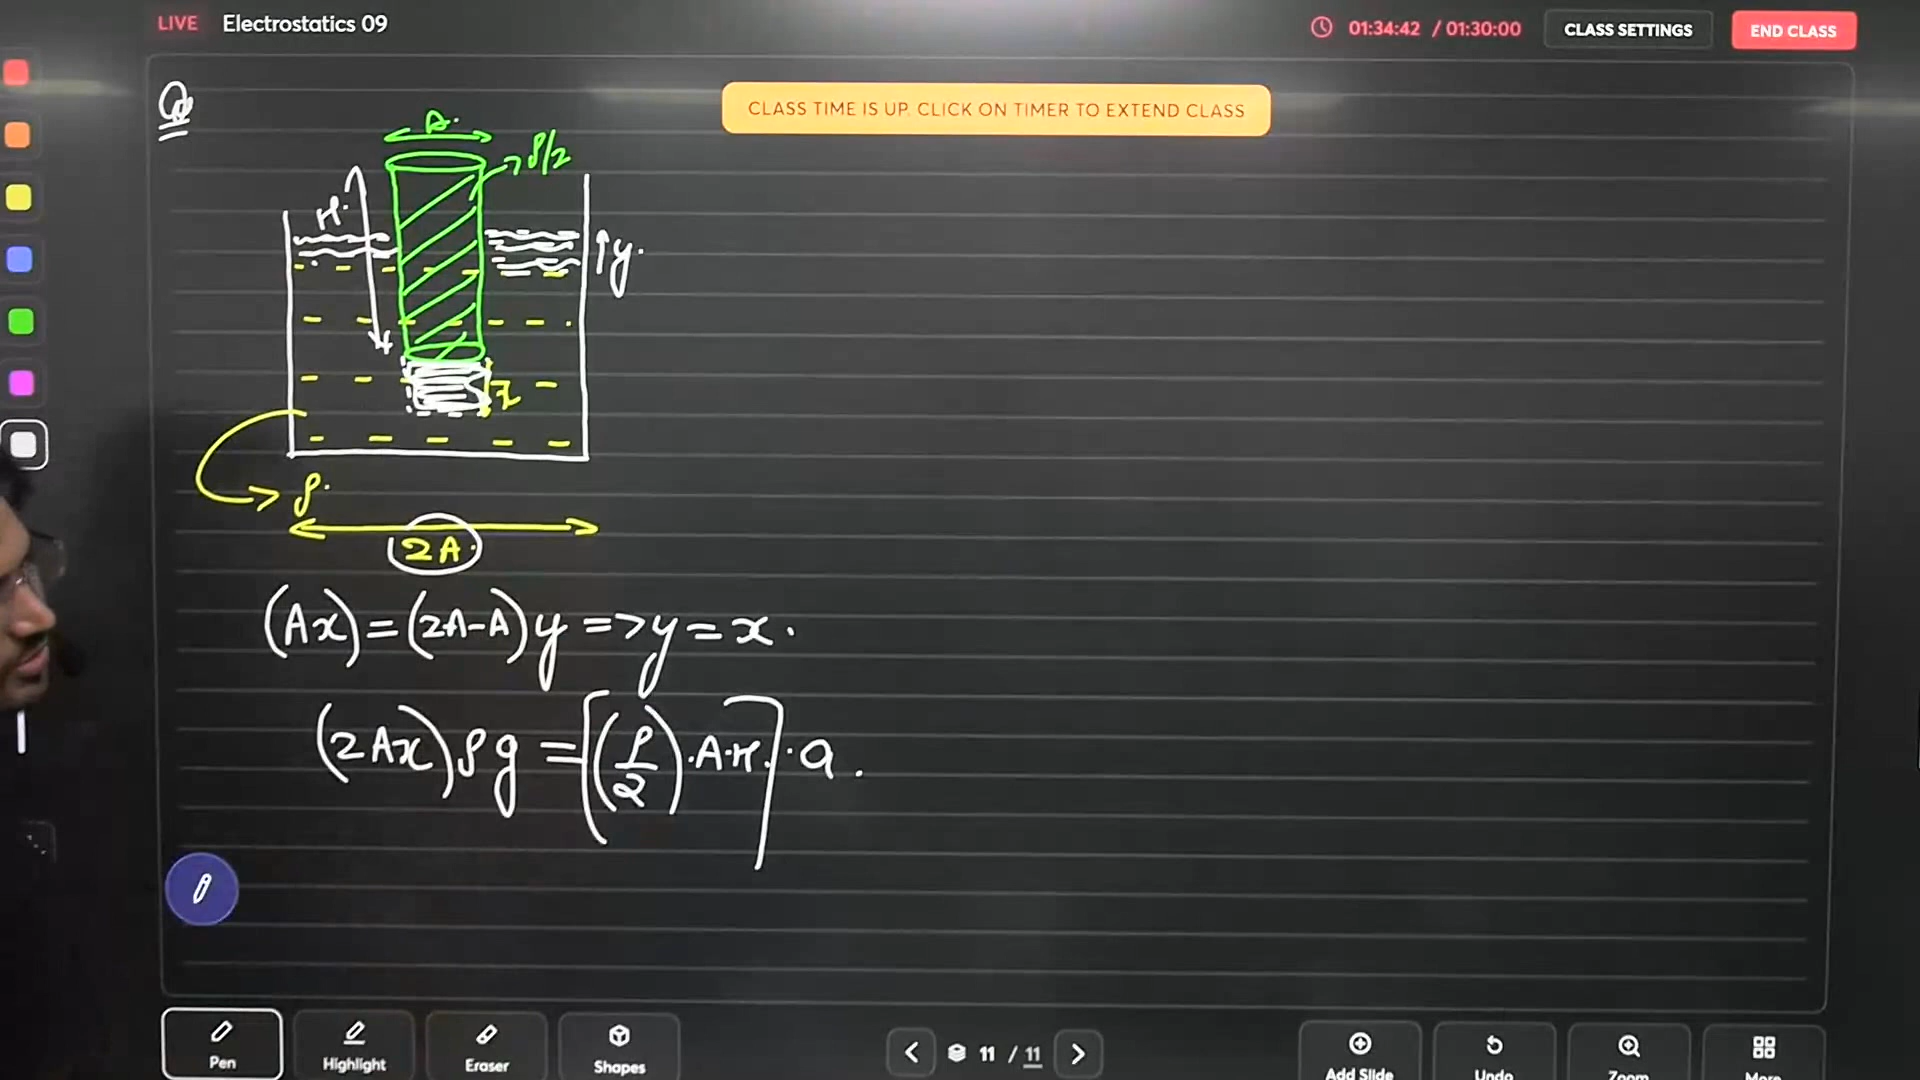 LIVE Electrostatics 09
01:34:42 / 01:30:00 CLASS SETTINGS END CLASS
CLASS TIME IS UP. CLICK ON TIMER TO EXTEND CLASS
Q
A.
ρ/2
H.
y.
x
ρ.
2A.
(Ax) = (2A-A)y => y = x.
(2Ax)ρg = [(ρ/2).A.H.].a.
Pen Highlight Eraser Shapes
11 / 11
Add Slide Undo Zoom More